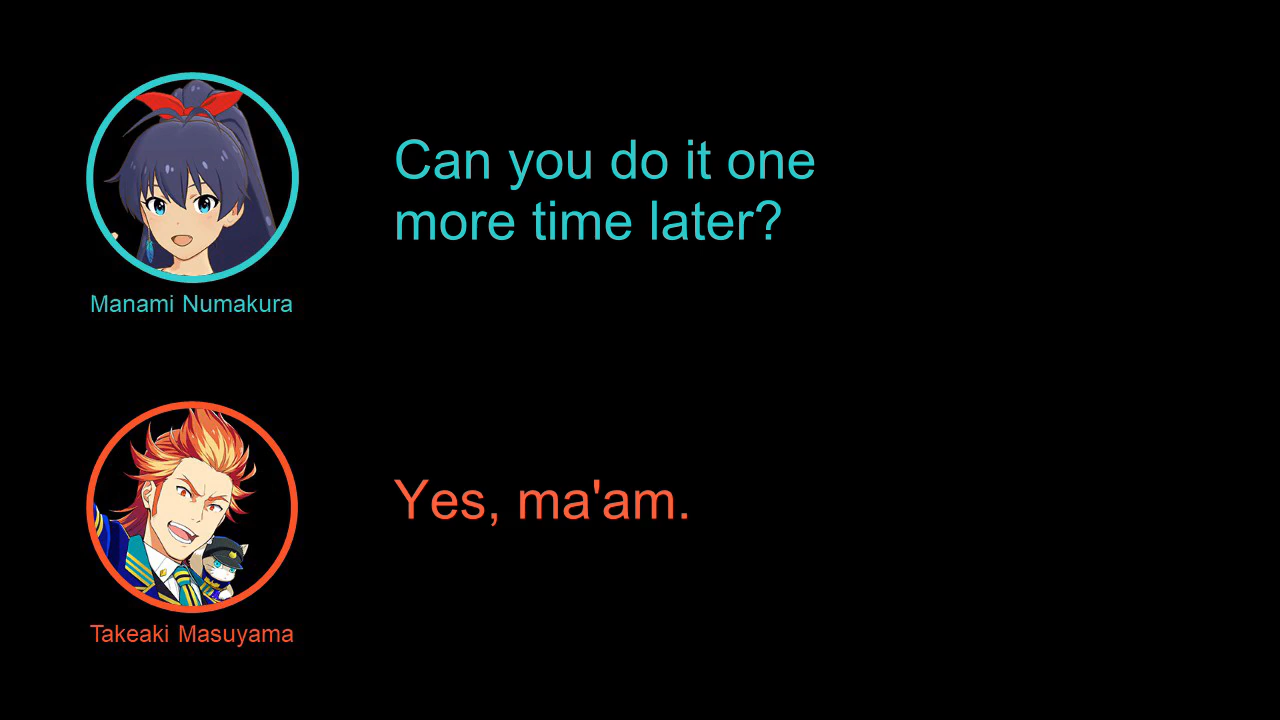 Can you do it one
more time later?
Manami Numakura
Yes, ma'am.
Takeaki Masuyama